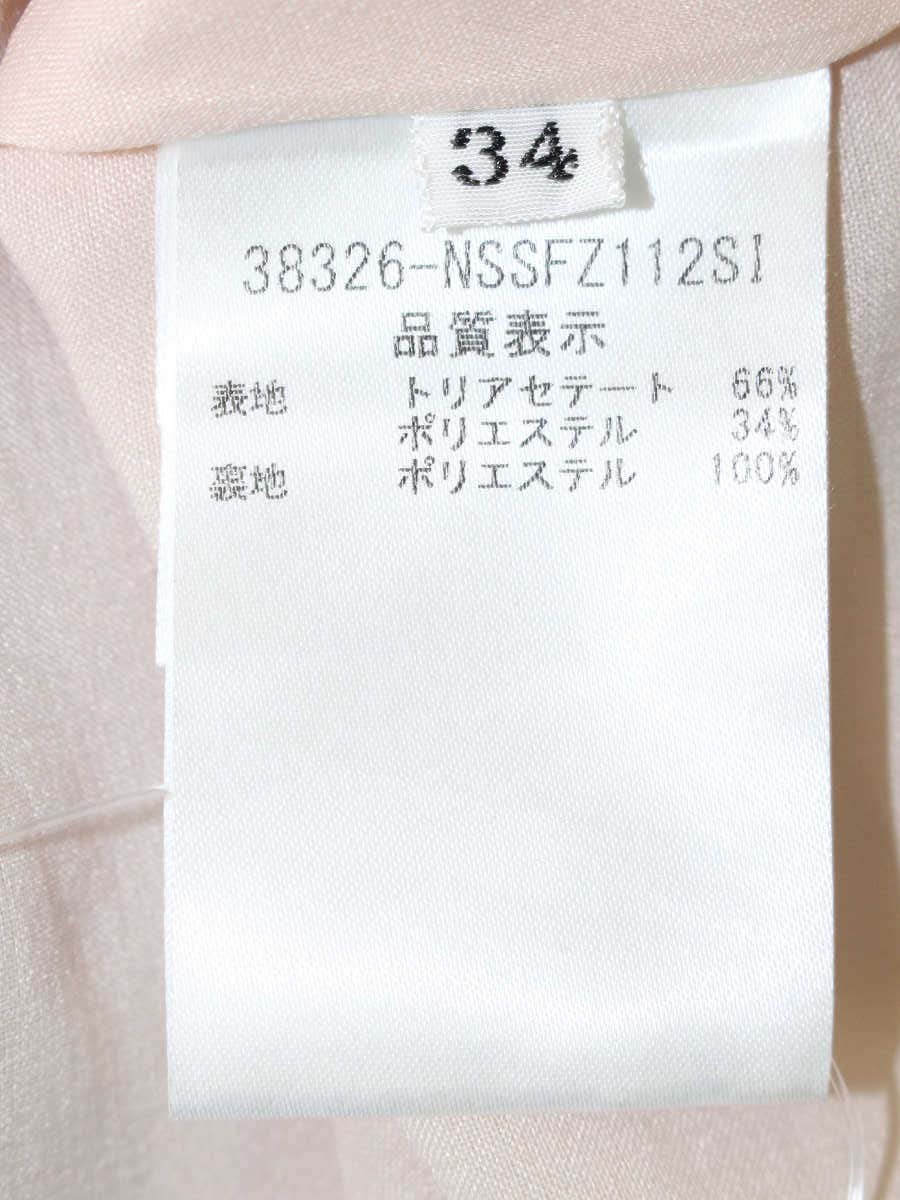 34
38326-NSSFZ112SI
品質表示
表地 トリアセテート 66%
ポリエステル 34%
裏地 ポリエステル 100%